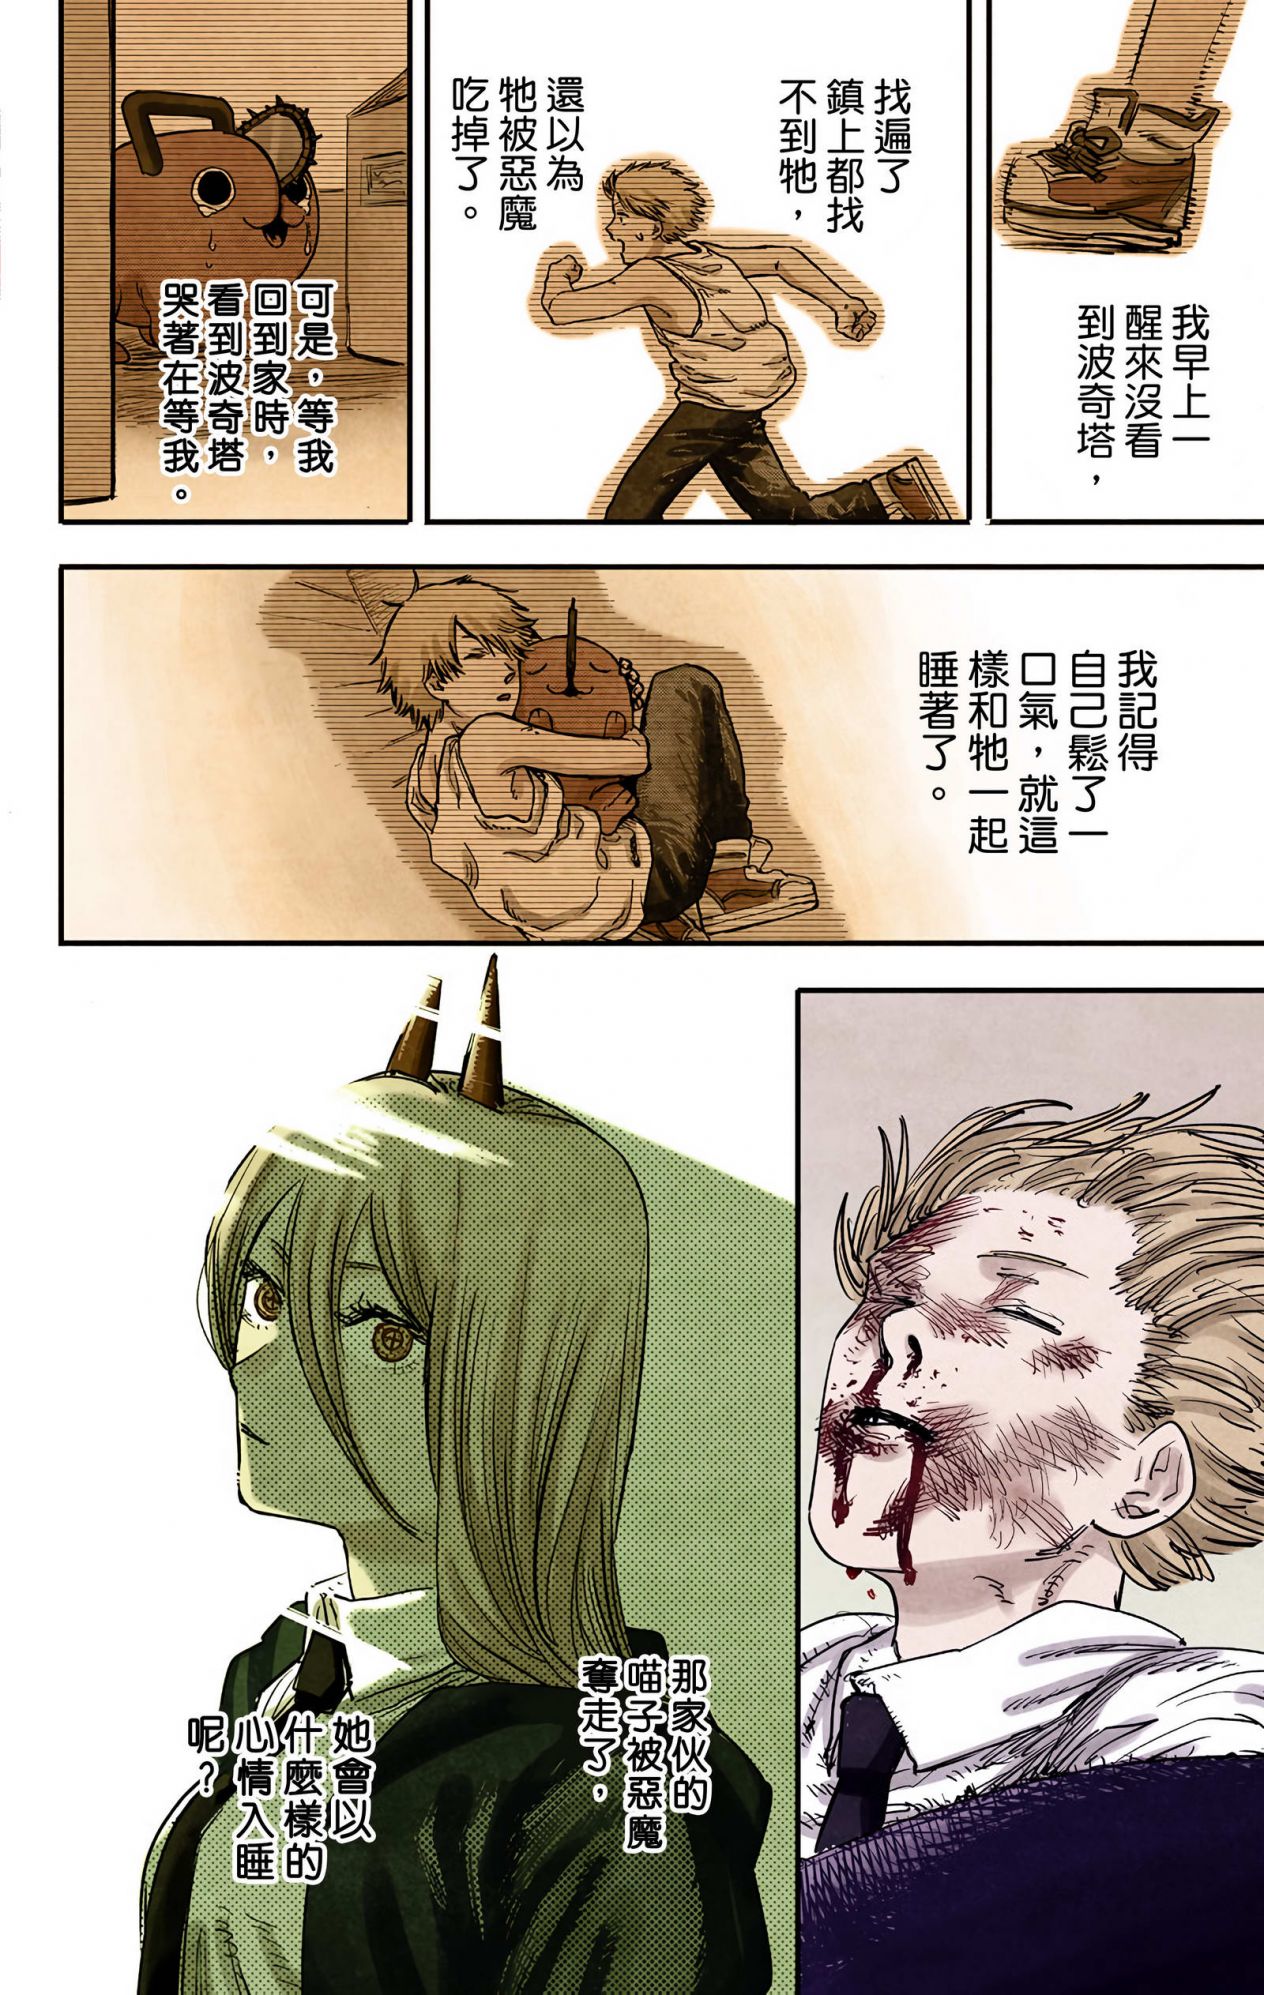 我早上一
醒來沒看
到波奇塔，
找遍了
鎮上都找
不到牠，
還以為
牠被惡魔
吃掉了。
可是，等我
回到家時，
看到波奇塔
哭著在等我。
我記得
自己鬆了一
口氣，就這
樣和牠一起
睡著了。
那家伙的
喵子被惡魔
奪走了，
她會以
什麼樣的
心情入睡
呢？